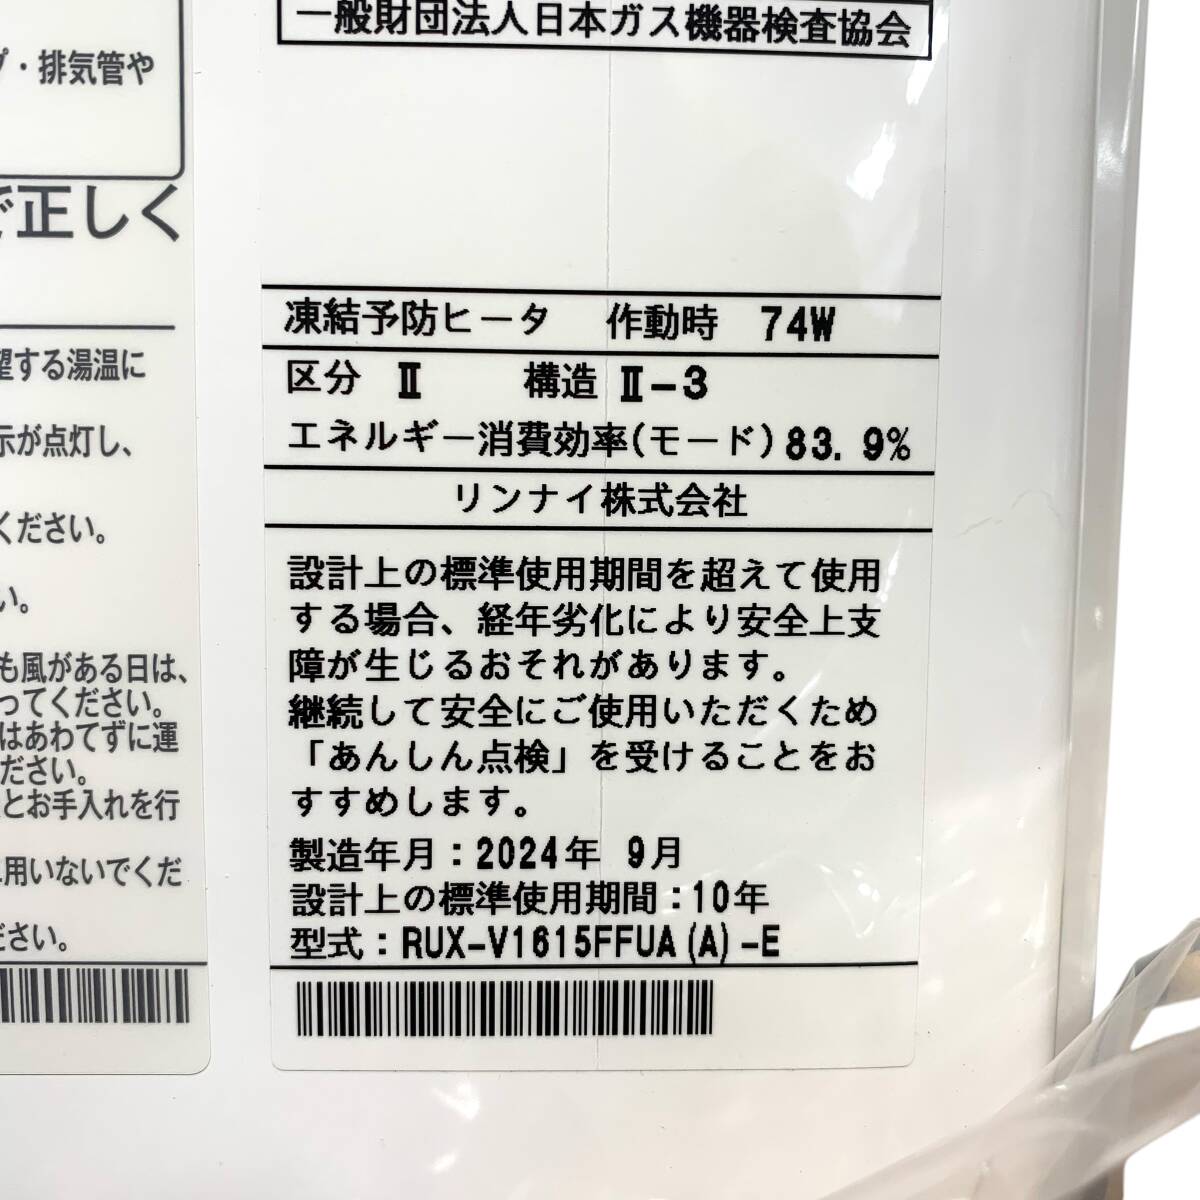 プ・排気管や
で正しく
望する湯温に
示が点灯し、
ください。
い。
も風がある日は、
ってください。
はあわてずに運
ださい。
とお手入れを行
用いないでくだ
ださい。
一般財団法人日本ガス機器検査協会
凍結予防ヒータ 作動時 74W
区分 Ⅱ 構造 Ⅱ-3
エネルギー消費効率(モード) 83.9%
リンナイ株式会社
設計上の標準使用期間を超えて使用
する場合、経年劣化により安全上支
障が生じるおそれがあります。
継続して安全にご使用いただくため
「あんしん点検」を受けることをお
すすめします。
製造年月：2024年 9月
設計上の標準使用期間：10年
型式：RUX-V1615FFUA(A)-E